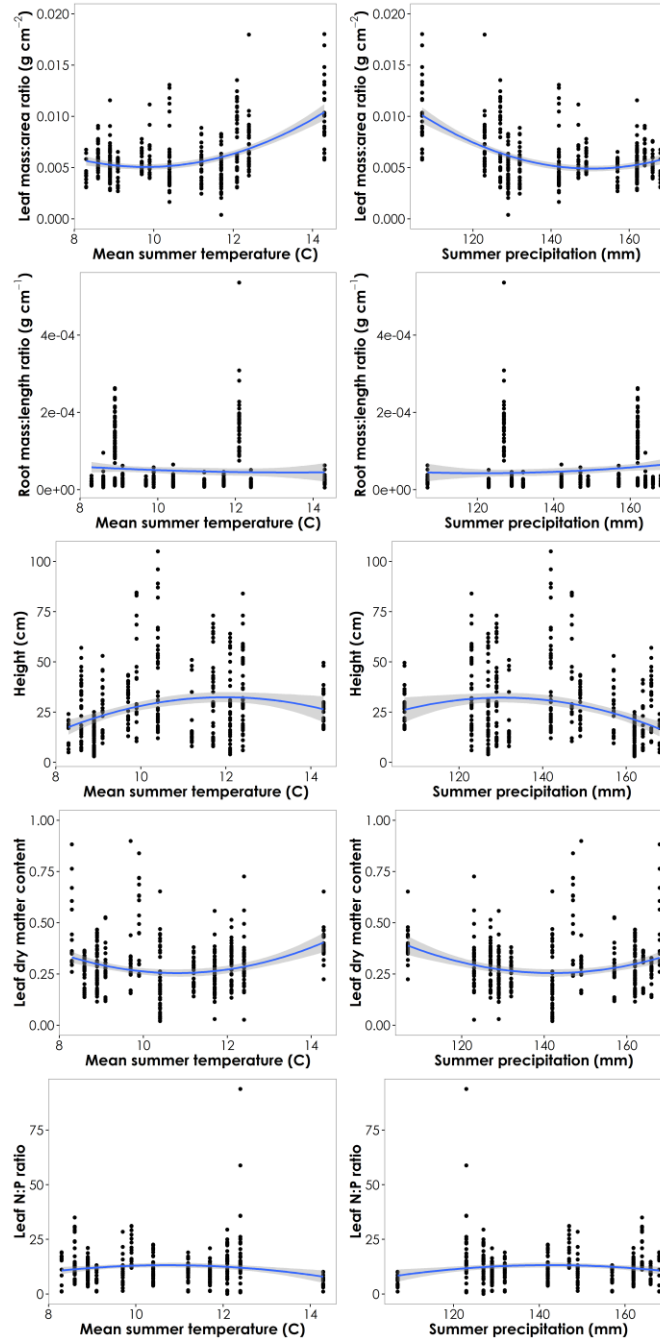 0.020
0.015
0.010
0.005
0.000
Leaf mass:area ratio (g cm⁻²)
8 10 12 14
Mean summer temperature (C)
0.020
0.015
0.010
0.005
0.000
Leaf mass:area ratio (g cm⁻²)
120 140 160
Summer precipitation (mm)
4e-04
2e-04
0e+00
Root mass:length ratio (g cm⁻¹)
8 10 12 14
Mean summer temperature (C)
4e-04
2e-04
0e+00
Root mass:length ratio (g cm⁻¹)
120 140 160
Summer precipitation (mm)
100
75
50
25
0
Height (cm)
8 10 12 14
Mean summer temperature (C)
100
75
50
25
0
Height (cm)
120 140 160
Summer precipitation (mm)
1.00
0.75
0.50
0.25
0.00
Leaf dry matter content
8 10 12 14
Mean summer temperature (C)
1.00
0.75
0.50
0.25
0.00
Leaf dry matter content
120 140 160
Summer precipitation (mm)
75
50
25
0
Leaf N:P ratio
8 10 12 14
Mean summer temperature (C)
75
50
25
0
Leaf N:P ratio
120 140 160
Summer precipitation (mm)